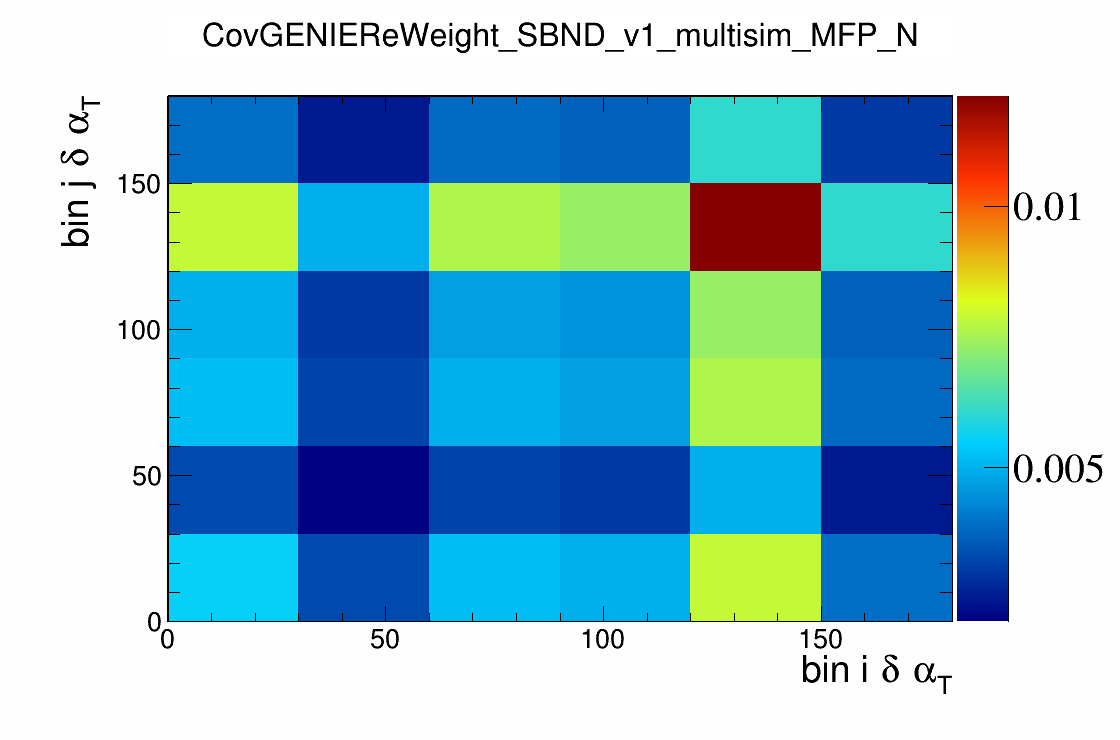 CovGENIEReWeight_SBND_v1_multisim_MFP_N
bin j δ α_T
150
100
50
0
0 50 100 150
bin i δ α_T
0.01
0.005